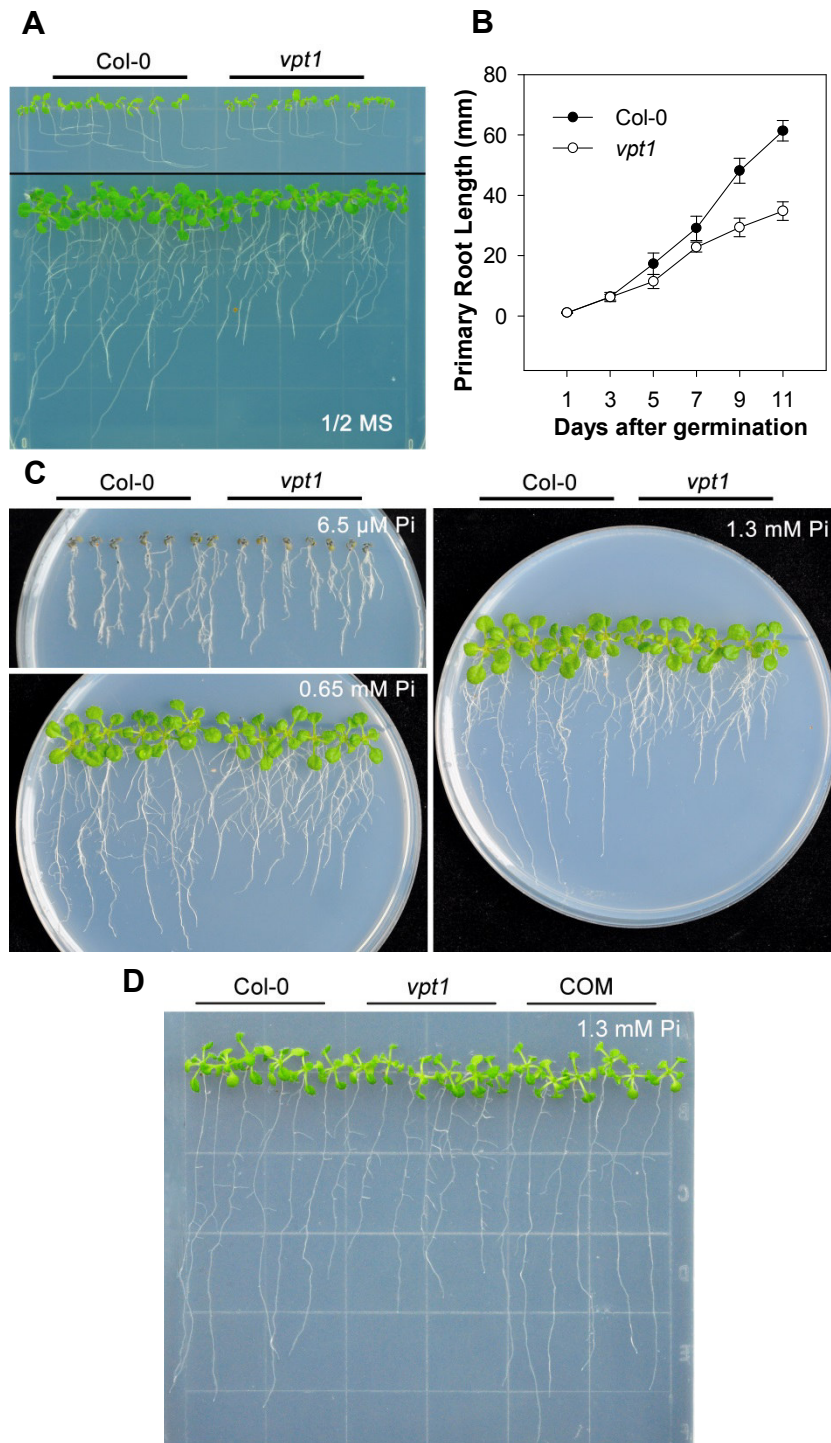 A
Col-0 vpt1
1/2 MS
B
Primary Root Length (mm)
80
60
40
20
0
Col-0
vpt1
1 3 5 7 9 11
Days after germination
C
Col-0 vpt1
6.5 µM Pi
0.65 mM Pi
Col-0 vpt1
1.3 mM Pi
D
Col-0 vpt1 COM
1.3 mM Pi